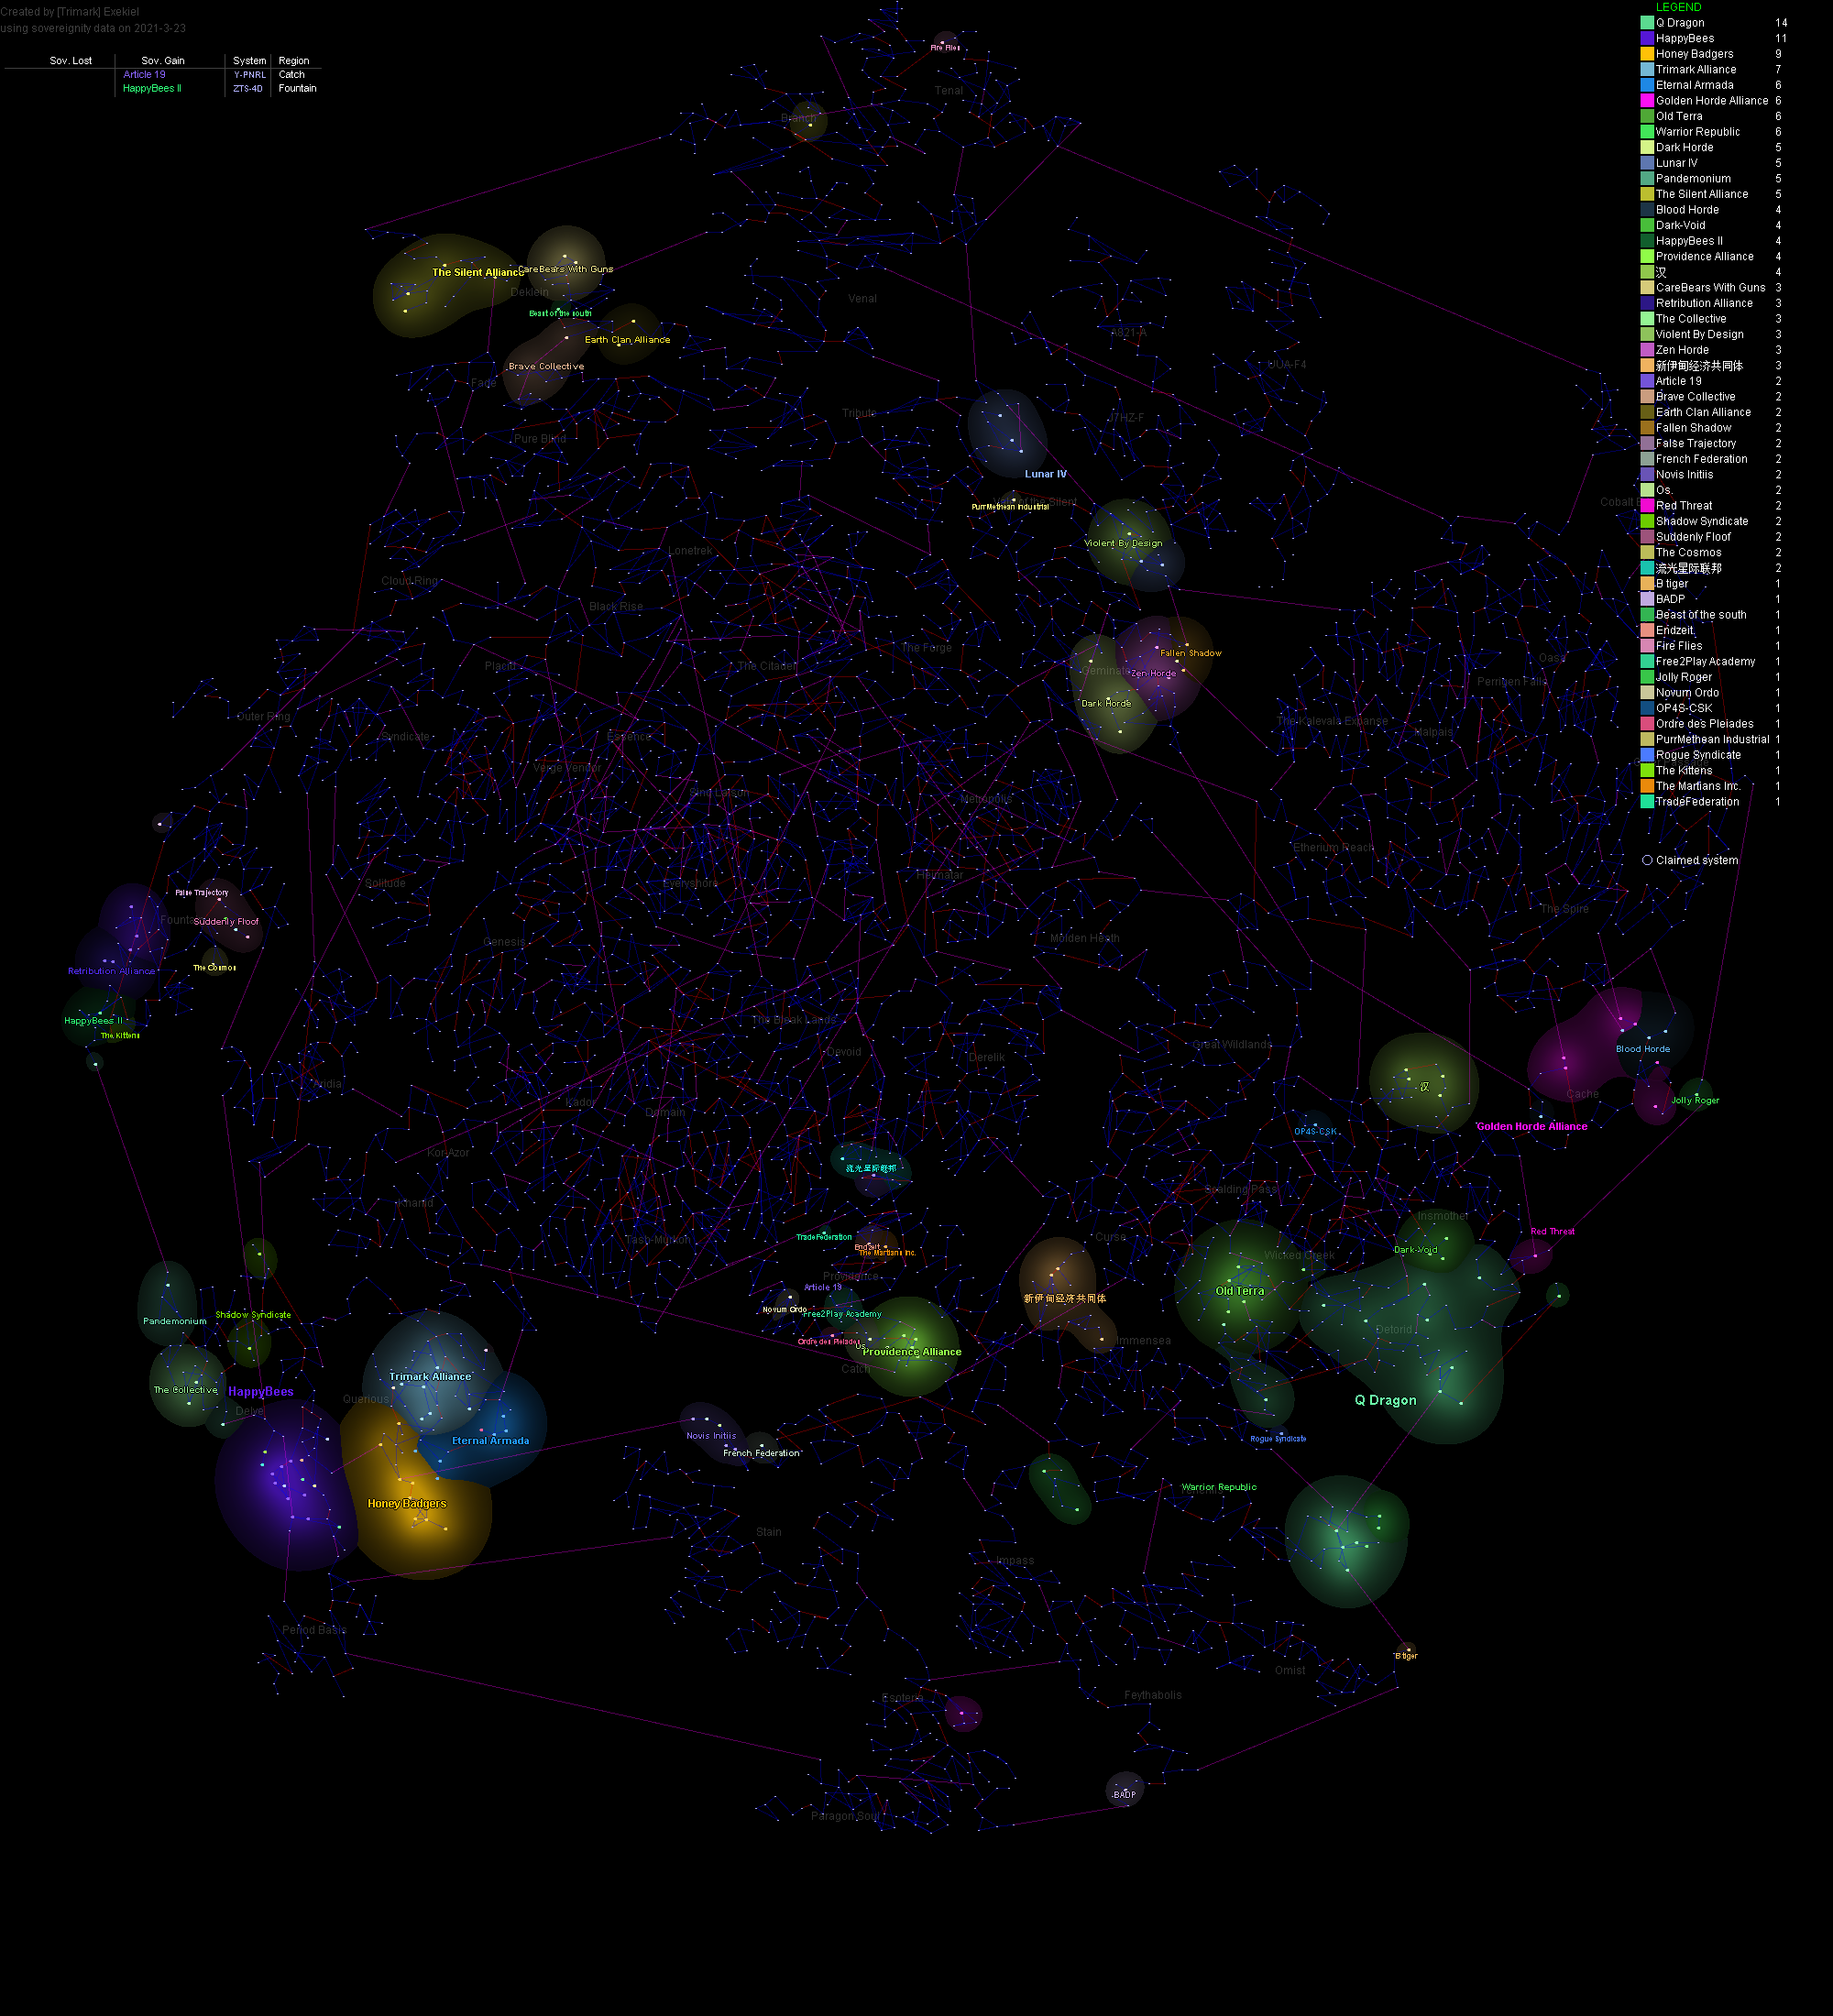 Created by [Trimark] Exekiel
using sovereignity data on 2021-3-23
Sov. Lost Sov. Gain System Region
Article 19 Y-PNRL Catch
HappyBees II ZTS-4D Fountain
LEGEND
Q Dragon 14
HappyBees 11
Honey Badgers 9
Trimark Alliance 7
Eternal Armada 6
Golden Horde Alliance 6
Old Terra 6
Warrior Republic 6
Dark Horde 5
Lunar IV 5
Pandemonium 5
The Silent Alliance 5
Blood Horde 4
Dark-Void 4
HappyBees II 4
Providence Alliance 4
汉 4
CareBears With Guns 3
Retribution Alliance 3
The Collective 3
Violent By Design 3
Zen Horde 3
新伊甸经济共同体 3
Article 19 2
Brave Collective 2
Earth Clan Alliance 2
Fallen Shadow 2
False Trajectory 2
French Federation 2
Novis Initiis 2
Os. 2
Red Threat 2
Shadow Syndicate 2
Suddenly Floof 2
The Cosmos 2
流光星际联邦 2
B tiger 1
BADP 1
Beast of the south 1
Endzeit. 1
Fire Flies 1
Free2Play Academy 1
Jolly Roger 1
Novum Ordo 1
OP4S-CSK 1
Ordre des Pleiades 1
PurrMethean Industrial 1
Rogue Syndicate 1
The Kittens 1
The Martians Inc. 1
TradeFederation 1
Claimed system
Fire Flies
Tenal
Branch
The Silent Alliance
CareBears With Guns
Deklein
Venal
Beast of the south
Earth Clan Alliance
A821-A
Brave Collective
UUA-F4
Fade
Tribute
J7HZ-F
Pure Blind
Lunar IV
PurrMethean Industrial
Vale of the Silent
Cobalt
Violent By Design
Lonetrek
Cloud Ring
Black Rise
The Forge
Fallen Shadow
Oasa
Placid
The Citadel
Geminate
Zen Horde
Perrigen Falls
Dark Horde
Outer Ring
The Kalevala Expanse
Malpais
Syndicate
Essence
Verge Vendor
Sinq Laison
Metropolis
Etherium Reach
Solitude
Everyshore
Heimatar
False Trajectory
Fountain
Suddenly Floof
The Spire
Genesis
Molden Heath
Retribution Alliance
The Cosmos
HappyBees II
The Kittens
The Bleak Lands
Great Wildlands
Blood Horde
Devoid
Derelik
Aridia
汉
Cache
Jolly Roger
Kador
Domain
Golden Horde Alliance
OP4S-CSK
Kor-Azor
流光星际联邦
Scalding Pass
Khanid
Insmother
Tash-Murkon
TradeFederation
Endzeit.
The Martians Inc.
Curse
Red Threat
Dark-Void
Wicked Creek
Providence
Article 19
Old Terra
新伊甸经济共同体
Novum Ordo
Free2Play Academy
Shadow Syndicate
Pandemonium
Detorid
Ordre des Pleiades
Os.
Providence Alliance
Immensea
Catch
Trimark Alliance
The Collective
HappyBees
Querious
Q Dragon
Delve
Novis Initiis
Eternal Armada
French Federation
Rogue Syndicate
Warrior Republic
Tenerifis
Honey Badgers
Stain
Impass
Period Basis
B tiger
Omist
Feythabolis
Esoteria
BADP
Paragon Soul